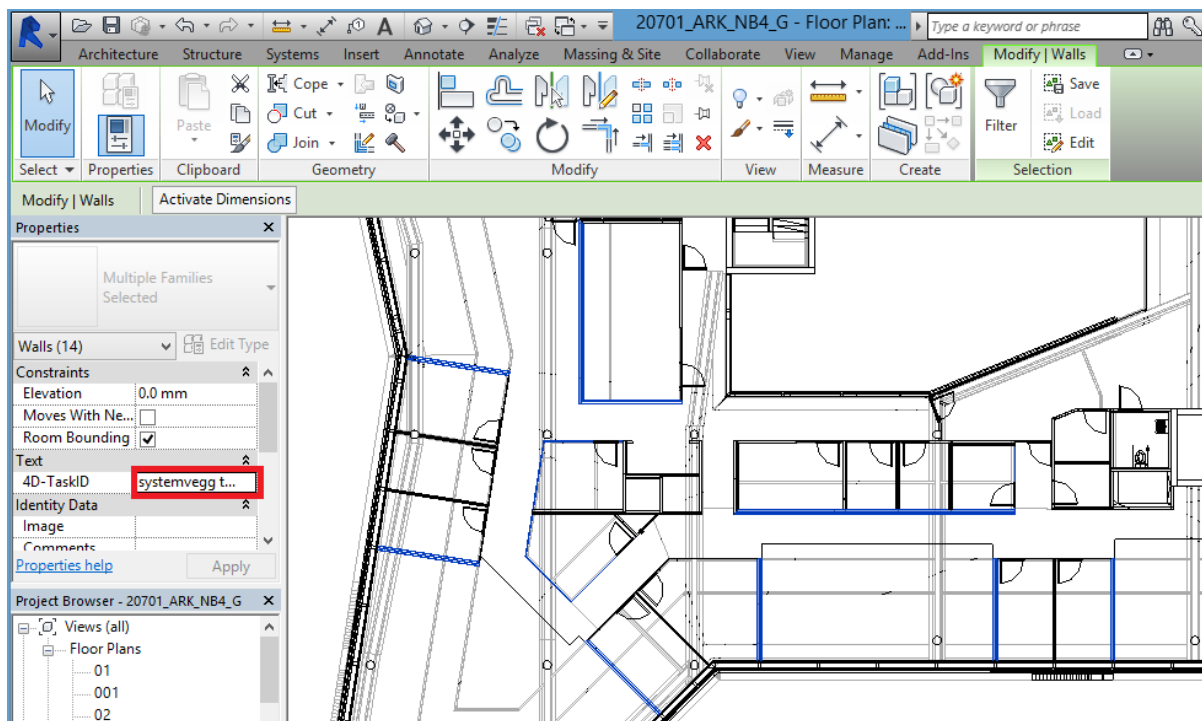 20701_ARK_NB4_G - Floor Plan: ...
Type a keyword or phrase
Architecture Structure Systems Insert Annotate Analyze Massing & Site Collaborate View Manage Add-Ins Modify | Walls
Modify
Paste
Cope
Cut
Join
Filter
Save
Load
Edit
Select Properties Clipboard Geometry Modify View Measure Create Selection
Modify | Walls Activate Dimensions
Properties
Multiple Families
Selected
Walls (14) Edit Type
Constraints
Elevation 0.0 mm
Moves With Ne...
Room Bounding
Text
4D-TaskID systemvegg t...
Identity Data
Image
Comments
Properties help Apply
Project Browser - 20701_ARK_NB4_G
Views (all)
Floor Plans
01
001
02